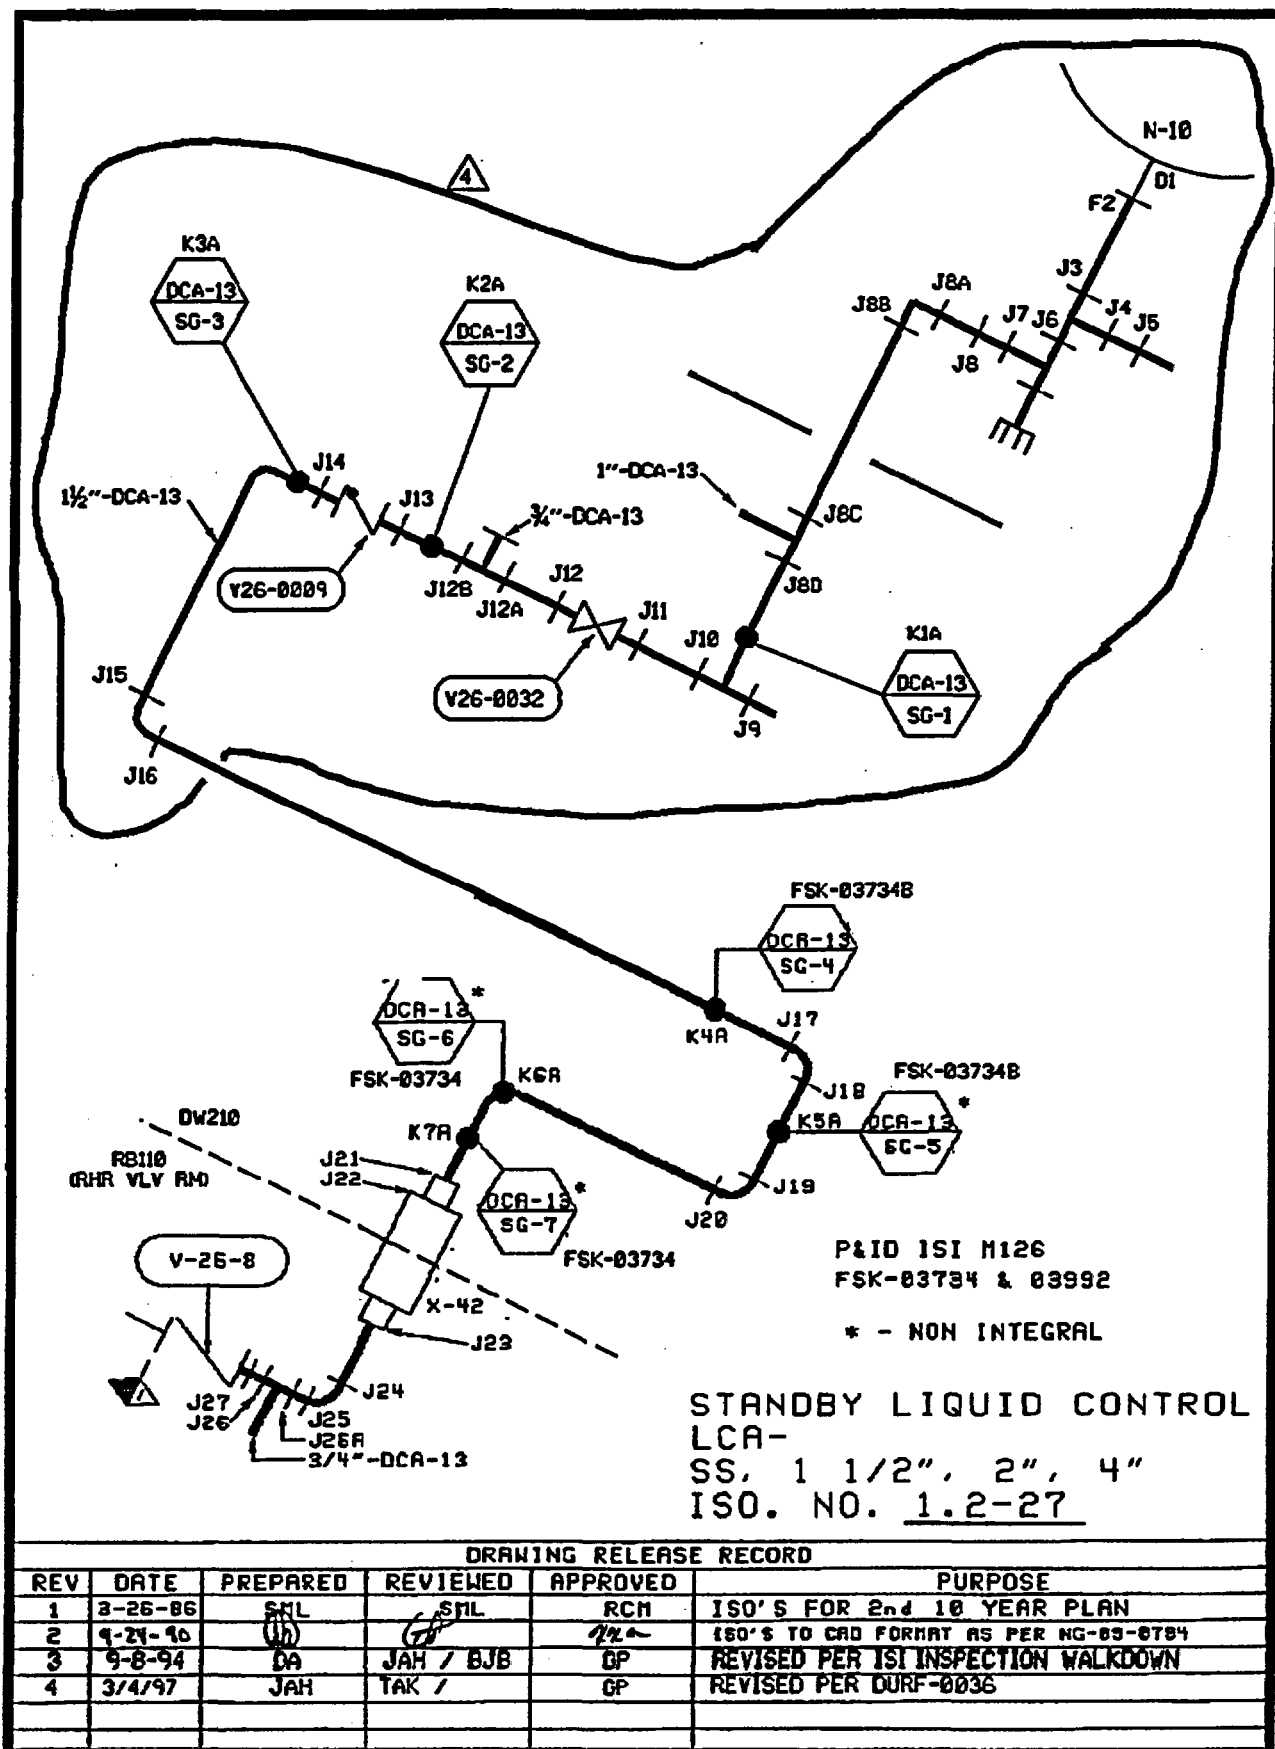 N-10
D1
F2
4
K3A
DCA-13
SG-3
K2A
DCA-13
SG-2
J3
J8A
J8B
J7
J6
J4
J5
J8
J14
1½"-DCA-13
J13
1"-DCA-13
¾"-DCA-13
J8C
V26-0009
J12B
J12A
J12
J8D
J11
J10
K1A
DCA-13
SG-1
J15
V26-0032
J9
J16
FSK-03734B
DCA-13
SG-4
K4A
J17
*
DCA-13
SG-6
FSK-03734
K6A
FSK-03734B
J18
K5A
*
DCA-13
SG-5
DW210
K7A
RB110
(RHR VLV RM)
J21
J22
*
DCA-13
SG-7
FSK-03734
J19
J20
V-26-8
X-42
J23
P&ID ISI M126
FSK-03734 & 03992
* - NON INTEGRAL
J24
J27
J26
J25
J26A
3/4"-DCA-13
STANDBY LIQUID CONTROL
LCA-
SS, 1 1/2", 2", 4"
ISO. NO. 1.2-27
DRAWING RELEASE RECORD
REV DATE PREPARED REVIEWED APPROVED PURPOSE
1 3-26-86 SML SML RCM ISO'S FOR 2nd 10 YEAR PLAN
2 9-24-90 ISO'S TO CAD FORMAT AS PER
3 9-8-94 DA JAH / BJB GP REVISED PER ISI INSPECTION WALKDOWN
4 3/4/97 JAH TAK / GP REVISED PER DURF-0036